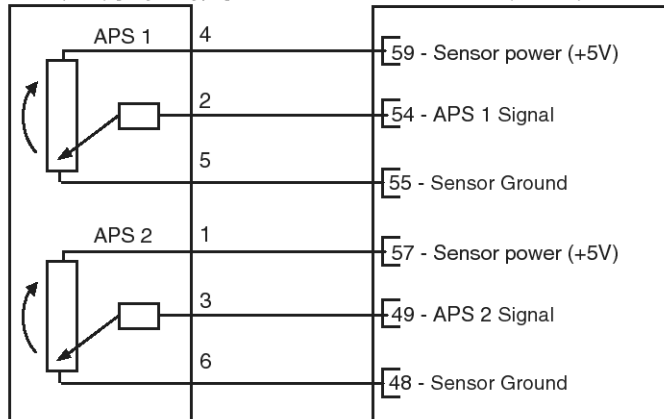 APS 1 4
59 - Sensor power (+5V)
2
54 - APS 1 Signal
5
55 - Sensor Ground
APS 2 1
57 - Sensor power (+5V)
3
49 - APS 2 Signal
6
48 - Sensor Ground